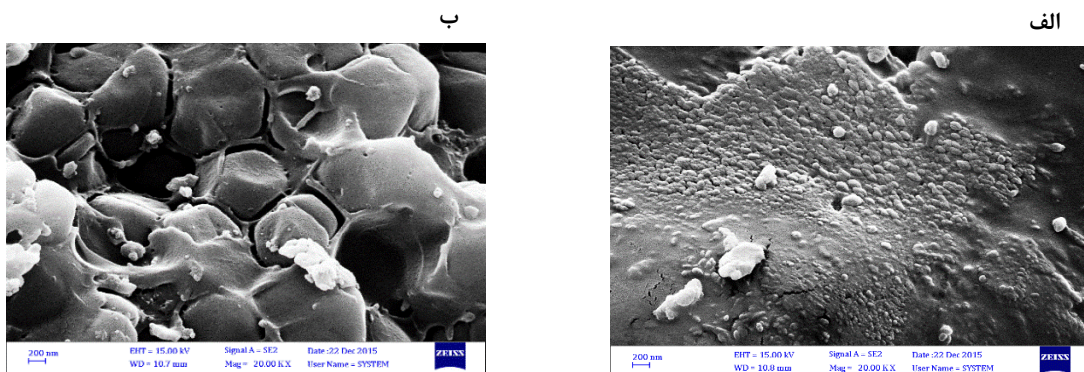 الف
ب
200 nm
EHT = 15.00 kV
WD = 10.8 mm
Signal A = SE2
Mag = 20.00 KX
Date :22 Dec 2015
User Name = SYSTEM
ZEISS
200 nm
EHT = 15.00 kV
WD = 10.7 mm
Signal A = SE2
Mag = 20.00 KX
Date :22 Dec 2015
User Name = SYSTEM
ZEISS